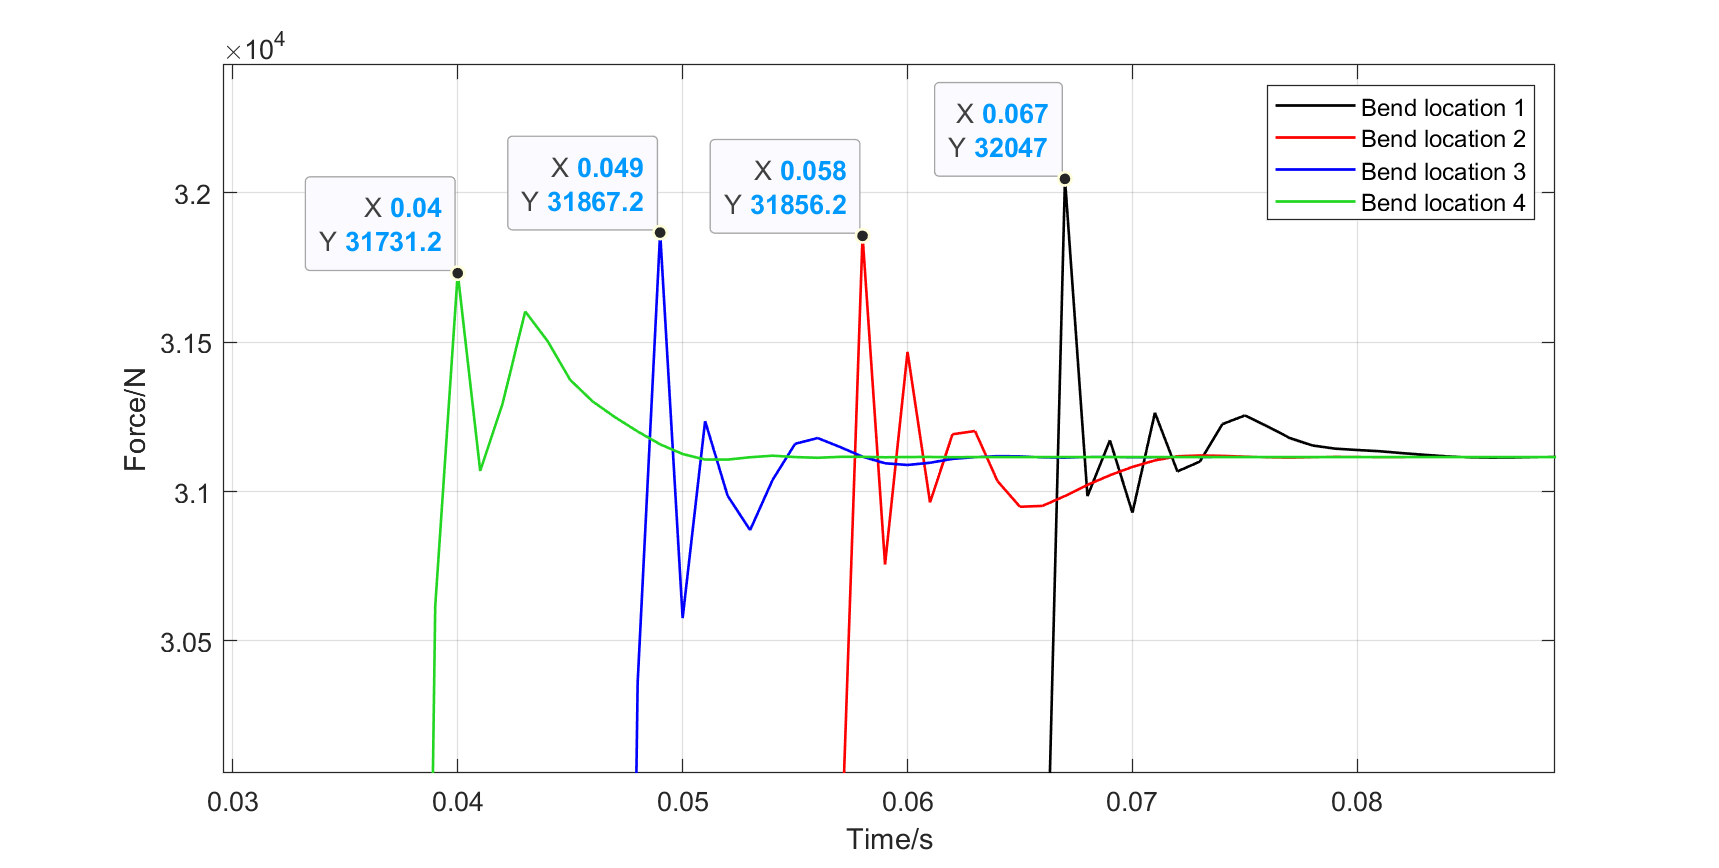 ×10⁴
X 0.067
Y 32047
Bend location 1
Bend location 2
Bend location 3
Bend location 4
X 0.049
Y 31867.2
X 0.058
Y 31856.2
X 0.04
Y 31731.2
3.2
3.15
3.1
3.05
Force/N
0.03
0.04
0.05
0.06
0.07
0.08
Time/s